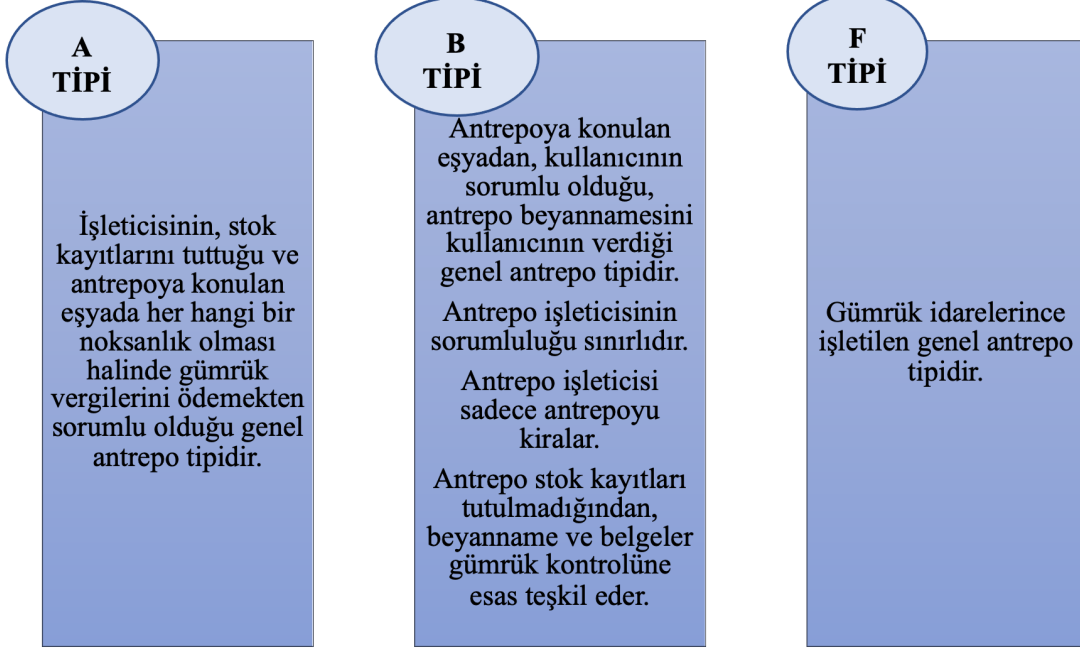 A
TİPİ
İşleticisinin, stok
kayıtlarını tuttuğu ve
antrepoya konulan
eşyada her hangi bir
noksanlık olması
halinde gümrük
vergilerini ödemekten
sorumlu olduğu genel
antrepo tipidir.
B
TİPİ
Antrepoya konulan
eşyadan, kullanıcının
sorumlu olduğu,
antrepo beyannamesini
kullanıcının verdiği
genel antrepo tipidir.
Antrepo işleticisinin
sorumluluğu sınırlıdır.
Antrepo işleticisi
sadece antrepoyu
kiralar.
Antrepo stok kayıtları
tutulmadığından,
beyanname ve belgeler
gümrük kontrolüne
esas teşkil eder.
F
TİPİ
Gümrük idarelerince
işletilen genel antrepo
tipidir.